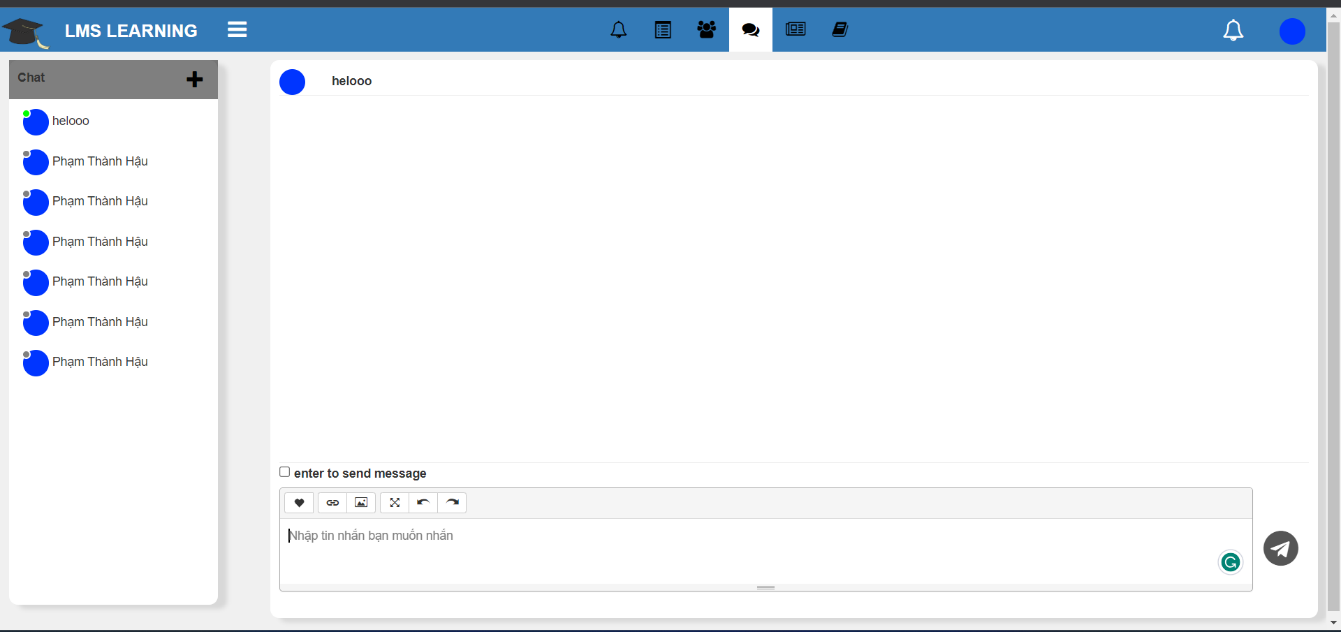 LMS LEARNING
Chat
helooo
Phạm Thành Hậu
Phạm Thành Hậu
Phạm Thành Hậu
Phạm Thành Hậu
Phạm Thành Hậu
Phạm Thành Hậu
helooo
enter to send message
Nhập tin nhắn bạn muốn nhắn